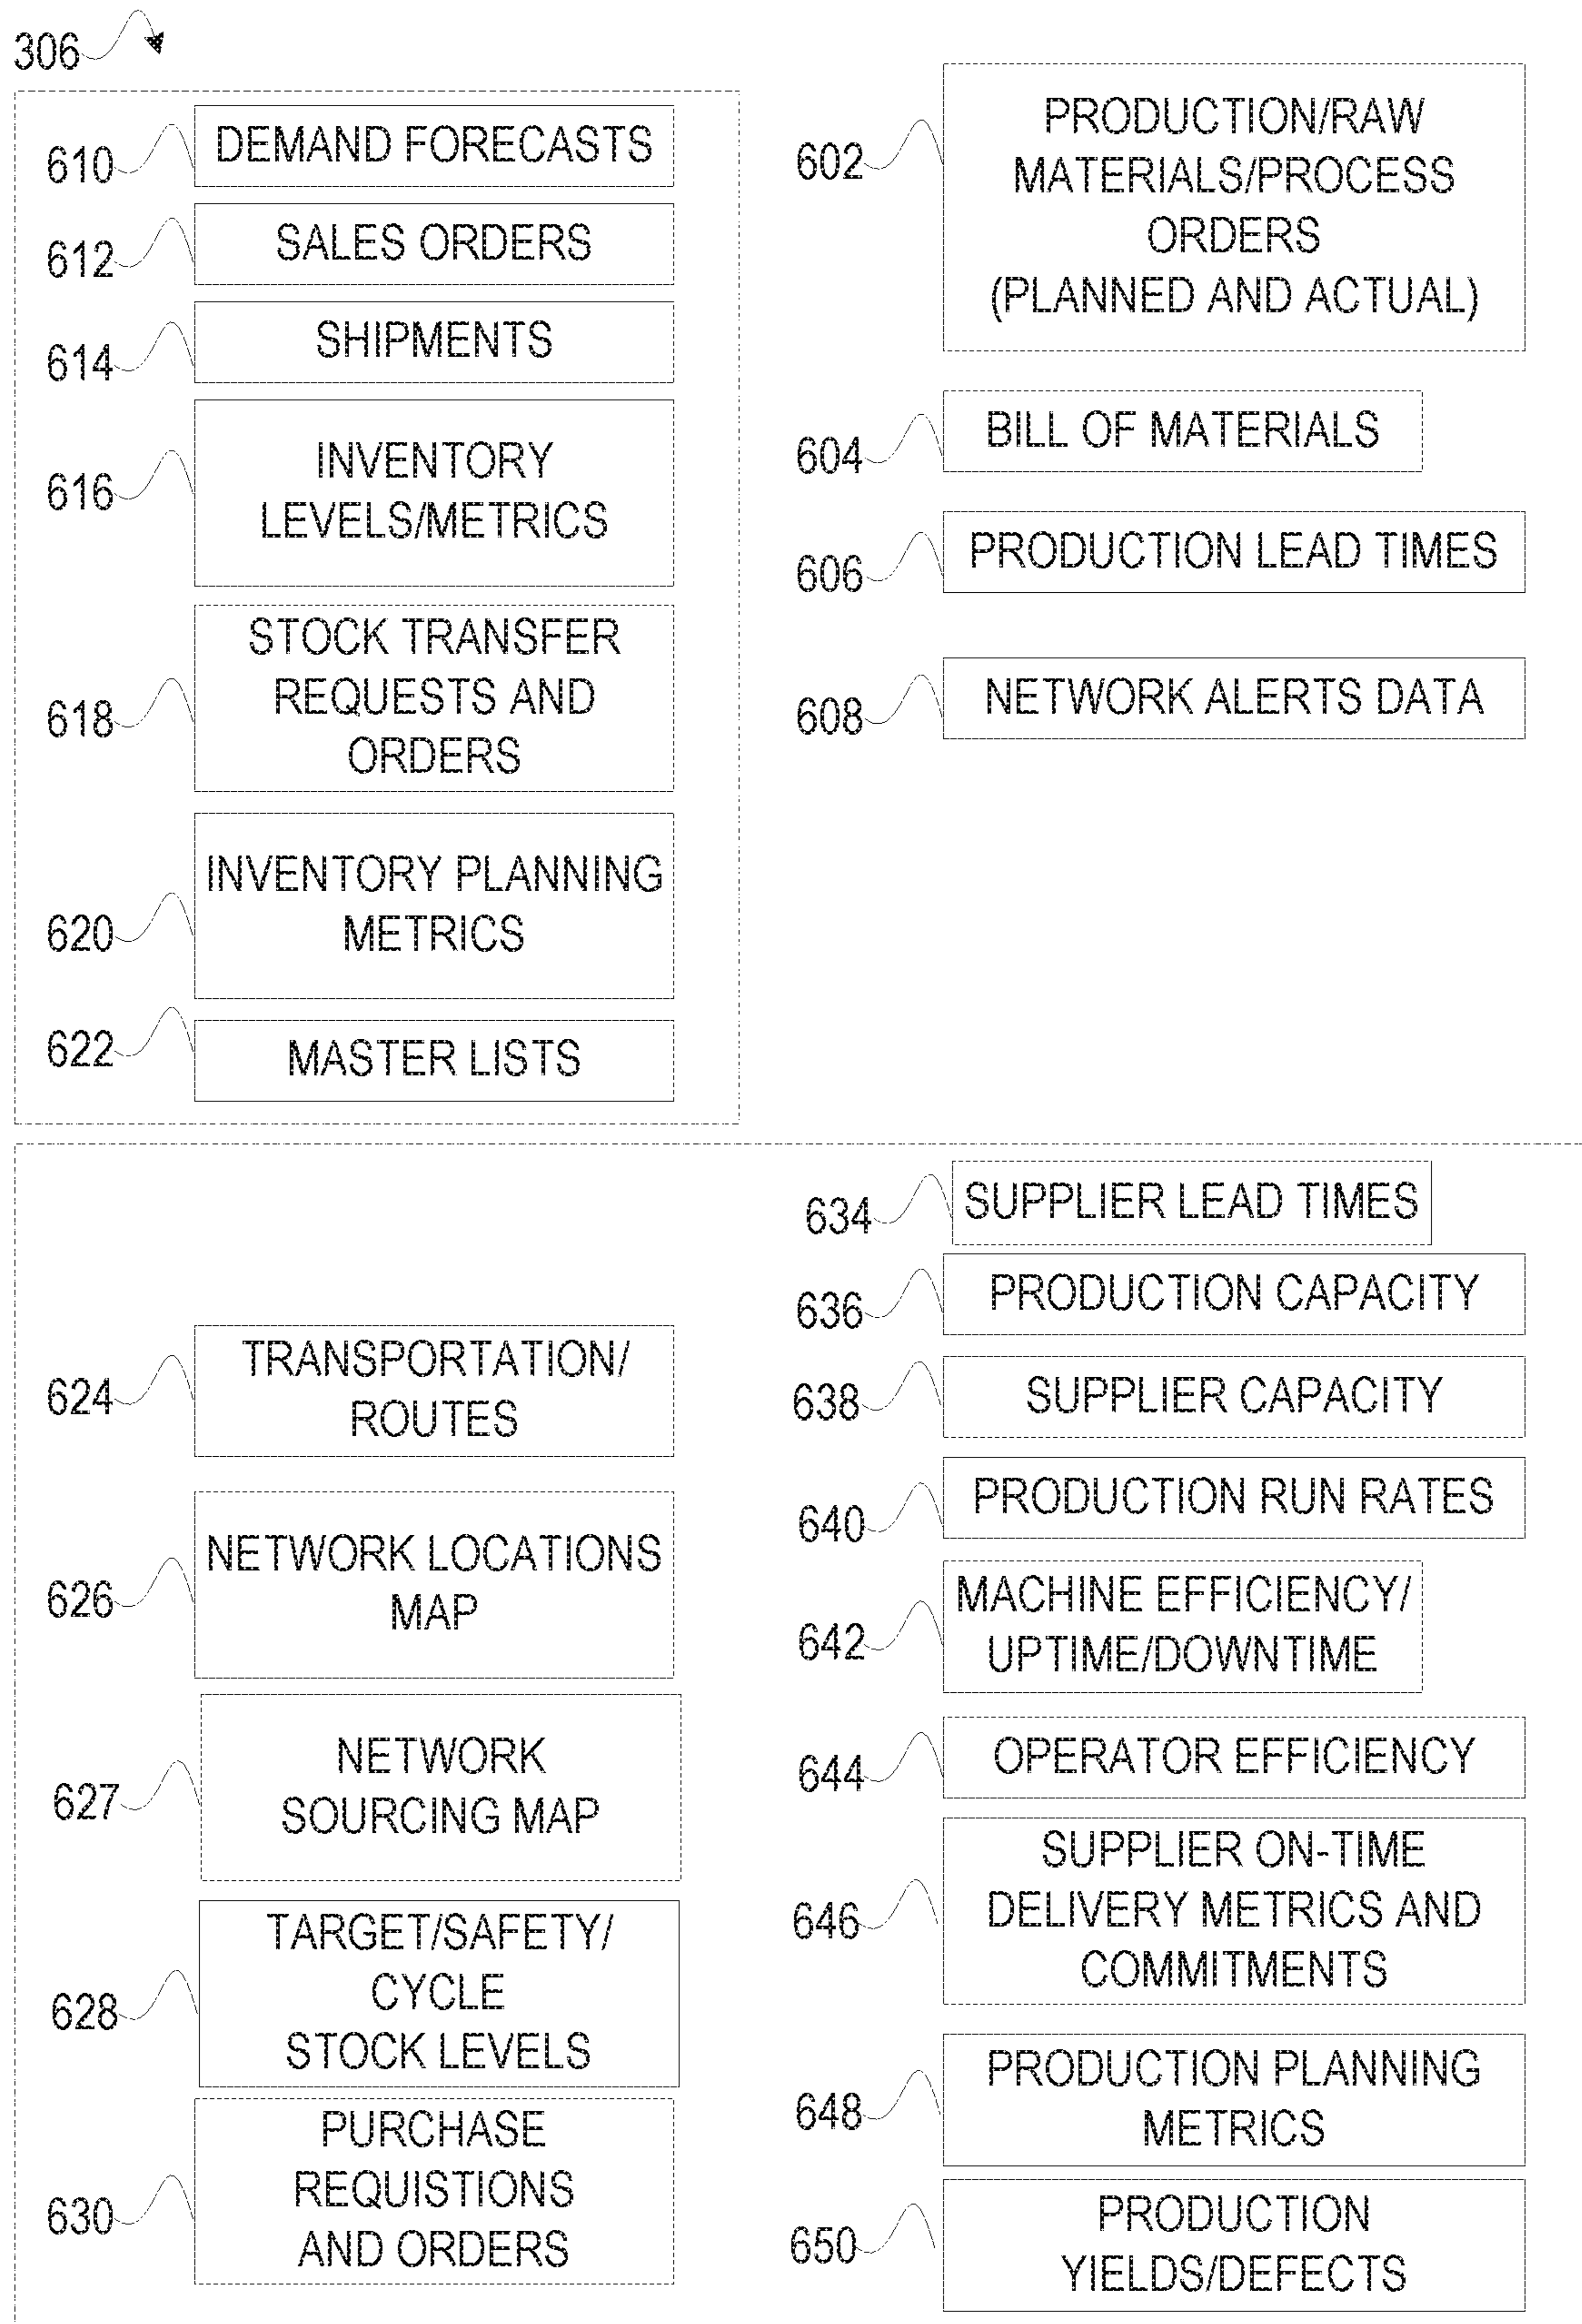 306
610
DEMAND FORECASTS
612
SALES ORDERS
614
SHIPMENTS
616
INVENTORY
LEVELS/METRICS
618
STOCK TRANSFER
REQUESTS AND
ORDERS
620
INVENTORY PLANNING
METRICS
622
MASTER LISTS
602
PRODUCTION/RAW
MATERIALS/PROCESS
ORDERS
(PLANNED AND ACTUAL)
604
BILL OF MATERIALS
606
PRODUCTION LEAD TIMES
608
NETWORK ALERTS DATA
624
TRANSPORTATION/
ROUTES
626
NETWORK LOCATIONS
MAP
627
NETWORK
SOURCING MAP
628
TARGET/SAFETY/
CYCLE
STOCK LEVELS
630
PURCHASE
REQUISTIONS
AND ORDERS
634
SUPPLIER LEAD TIMES
636
PRODUCTION CAPACITY
638
SUPPLIER CAPACITY
640
PRODUCTION RUN RATES
642
MACHINE EFFICIENCY/
UPTIME/DOWNTIME
644
OPERATOR EFFICIENCY
646
SUPPLIER ON-TIME
DELIVERY METRICS AND
COMMITMENTS
648
PRODUCTION PLANNING
METRICS
650
PRODUCTION
YIELDS/DEFECTS